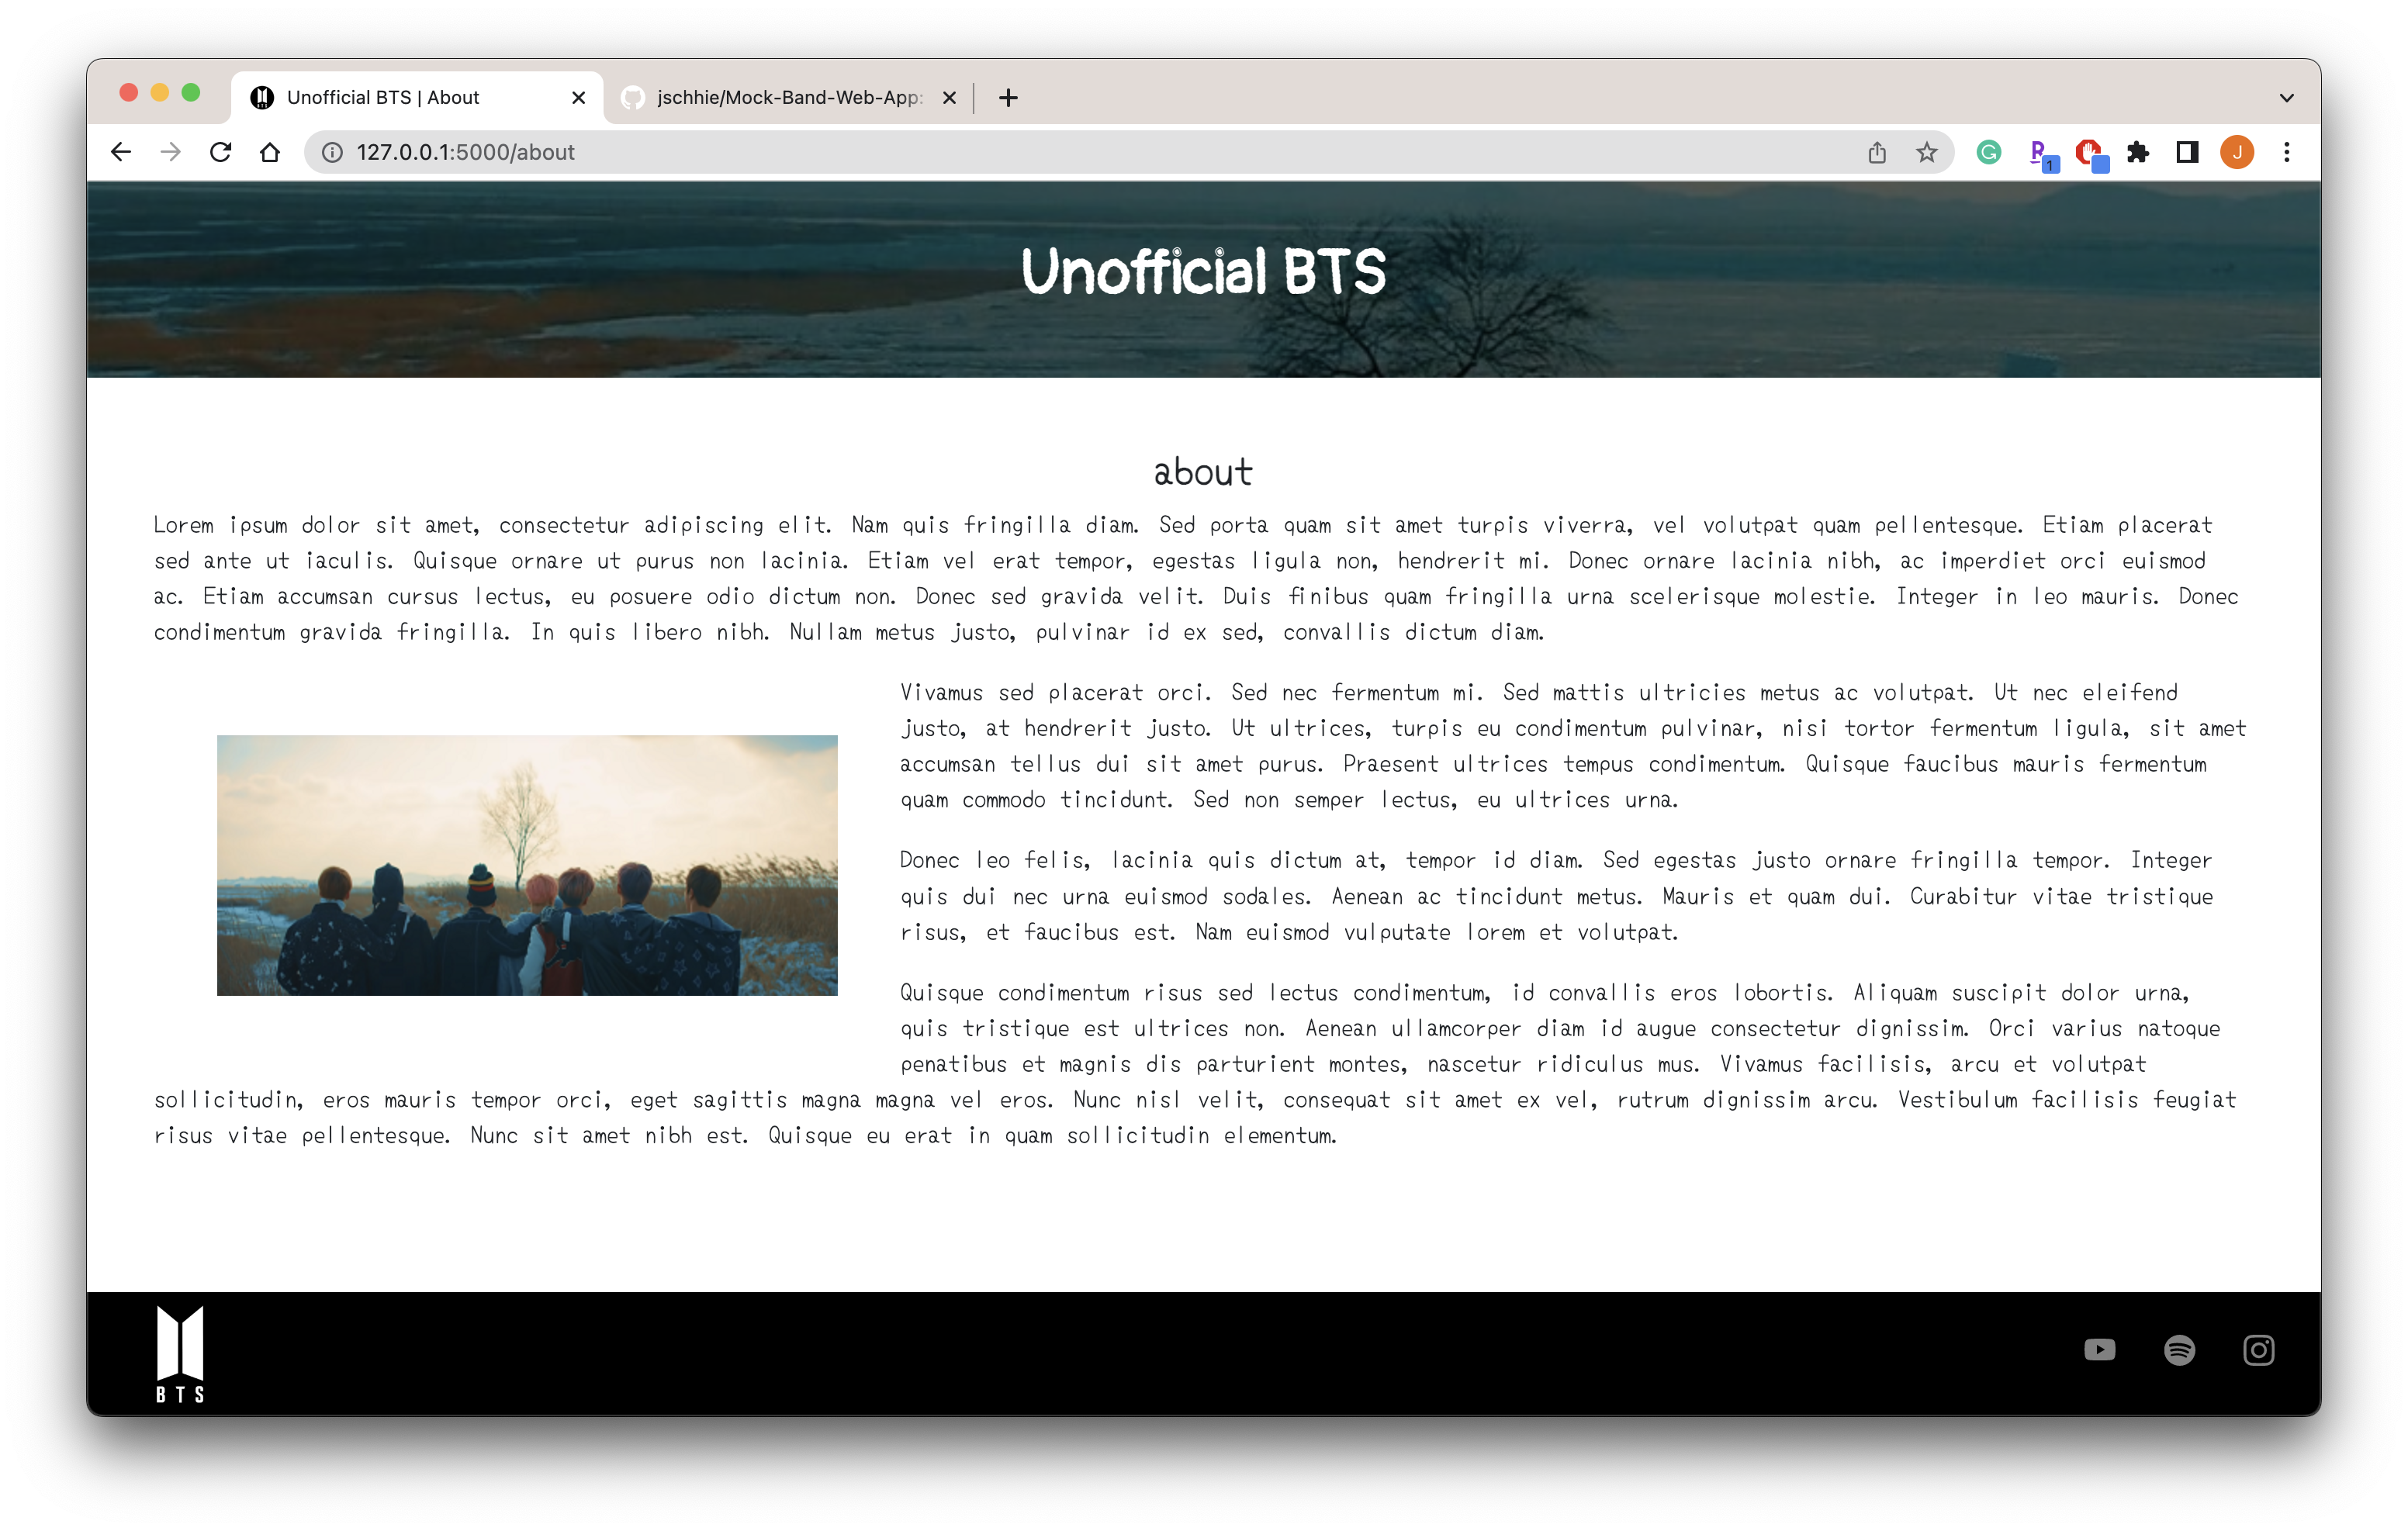 Unofficial BTS | About
jschhie/Mock-Band-Web-App:
127.0.0.1:5000/about
1
J
Unofficial BTS
about
Lorem ipsum dolor sit amet, consectetur adipiscing elit. Nam quis fringilla diam. Sed porta quam sit amet turpis viverra, vel volutpat quam pellentesque. Etiam placerat
sed ante ut iaculis. Quisque ornare ut purus non lacinia. Etiam vel erat tempor, egestas ligula non, hendrerit mi. Donec ornare lacinia nibh, ac imperdiet orci euismod
ac. Etiam accumsan cursus lectus, eu posuere odio dictum non. Donec sed gravida velit. Duis finibus quam fringilla urna scelerisque molestie. Integer in leo mauris. Donec
condimentum gravida fringilla. In quis libero nibh. Nullam metus justo, pulvinar id ex sed, convallis dictum diam.
Vivamus sed placerat orci. Sed nec fermentum mi. Sed mattis ultricies metus ac volutpat. Ut nec eleifend
justo, at hendrerit justo. Ut ultrices, turpis eu condimentum pulvinar, nisi tortor fermentum ligula, sit amet
accumsan tellus dui sit amet purus. Praesent ultrices tempus condimentum. Quisque faucibus mauris fermentum
quam commodo tincidunt. Sed non semper lectus, eu ultrices urna.
Donec leo felis, lacinia quis dictum at, tempor id diam. Sed egestas justo ornare fringilla tempor. Integer
quis dui nec urna euismod sodales. Aenean ac tincidunt metus. Mauris et quam dui. Curabitur vitae tristique
risus, et faucibus est. Nam euismod vulputate lorem et volutpat.
Quisque condimentum risus sed lectus condimentum, id convallis eros lobortis. Aliquam suscipit dolor urna,
quis tristique est ultrices non. Aenean ullamcorper diam id augue consectetur dignissim. Orci varius natoque
penatibus et magnis dis parturient montes, nascetur ridiculus mus. Vivamus facilisis, arcu et volutpat
sollicitudin, eros mauris tempor orci, eget sagittis magna magna vel eros. Nunc nisl velit, consequat sit amet ex vel, rutrum dignissim arcu. Vestibulum facilisis feugiat
risus vitae pellentesque. Nunc sit amet nibh est. Quisque eu erat in quam sollicitudin elementum.
BTS